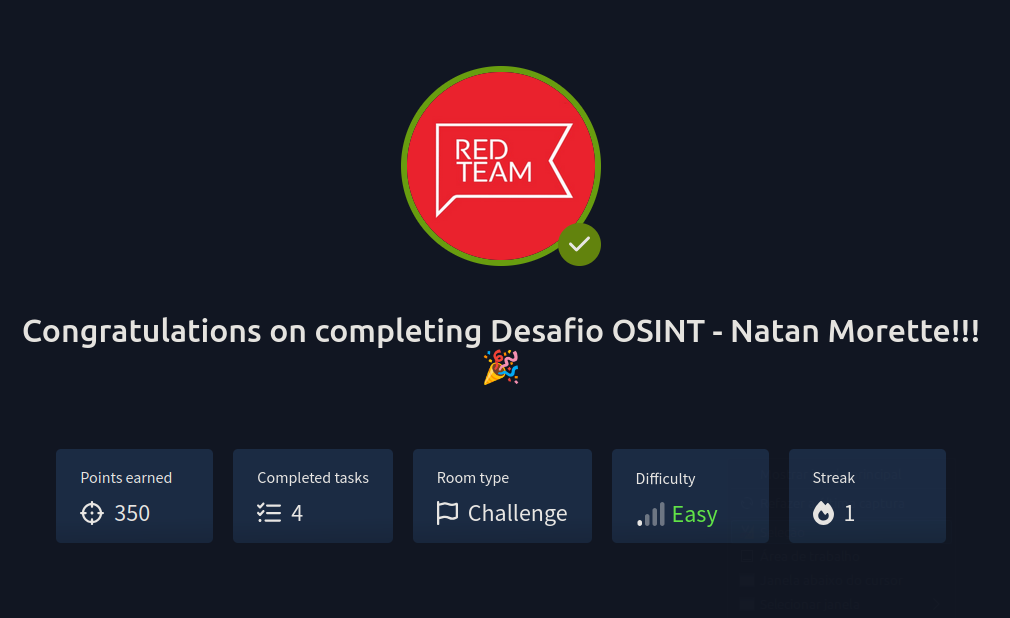 RED
TEAM
Congratulations on completing Desafio OSINT - Natan Morette!!!
🎉
Points earned
350
Completed tasks
4
Room type
Challenge
Difficulty
Easy
Streak
1